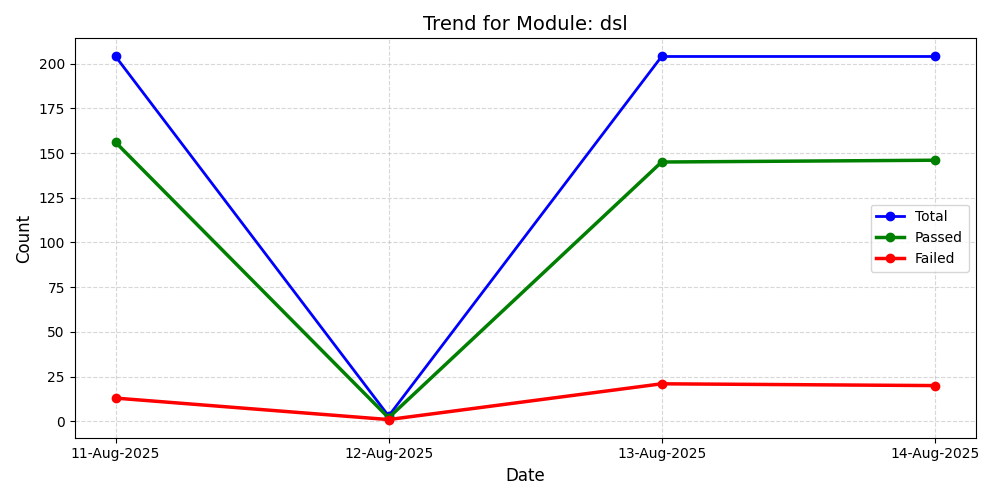 Trend for Module: dsl
200
175
150
125
100
75
50
25
0
Count
Total
Passed
Failed
11-Aug-2025
12-Aug-2025
13-Aug-2025
14-Aug-2025
Date